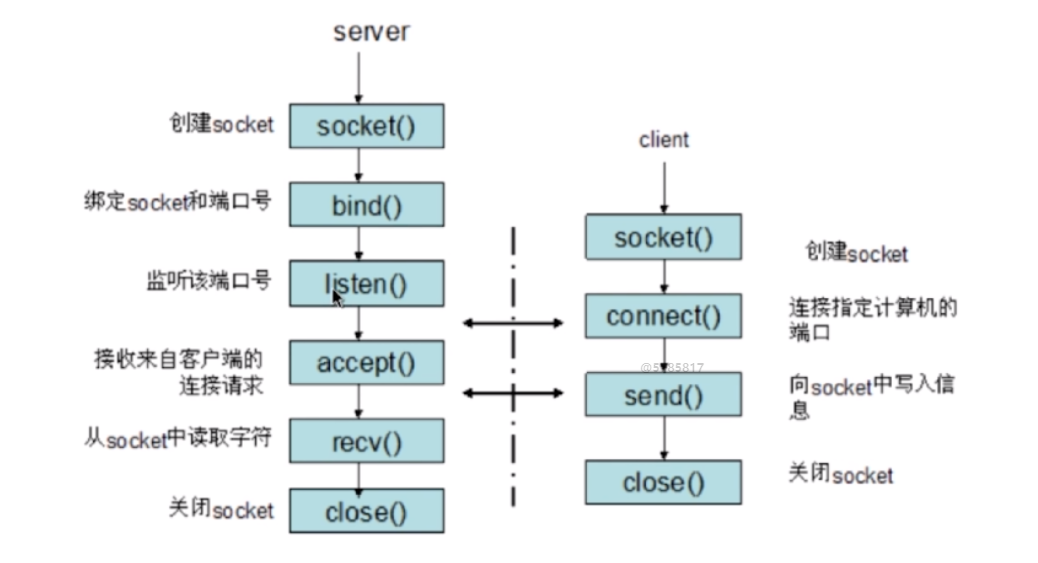 server
创建socket
socket()
绑定socket和端口号
bind()
监听该端口号
listen()
接收来自客户端的
连接请求
accept()
从socket中读取字符
recv()
关闭socket
close()
client
socket()
创建socket
connect()
连接指定计算机的
端口
send()
向socket中写入信
息
close()
关闭socket